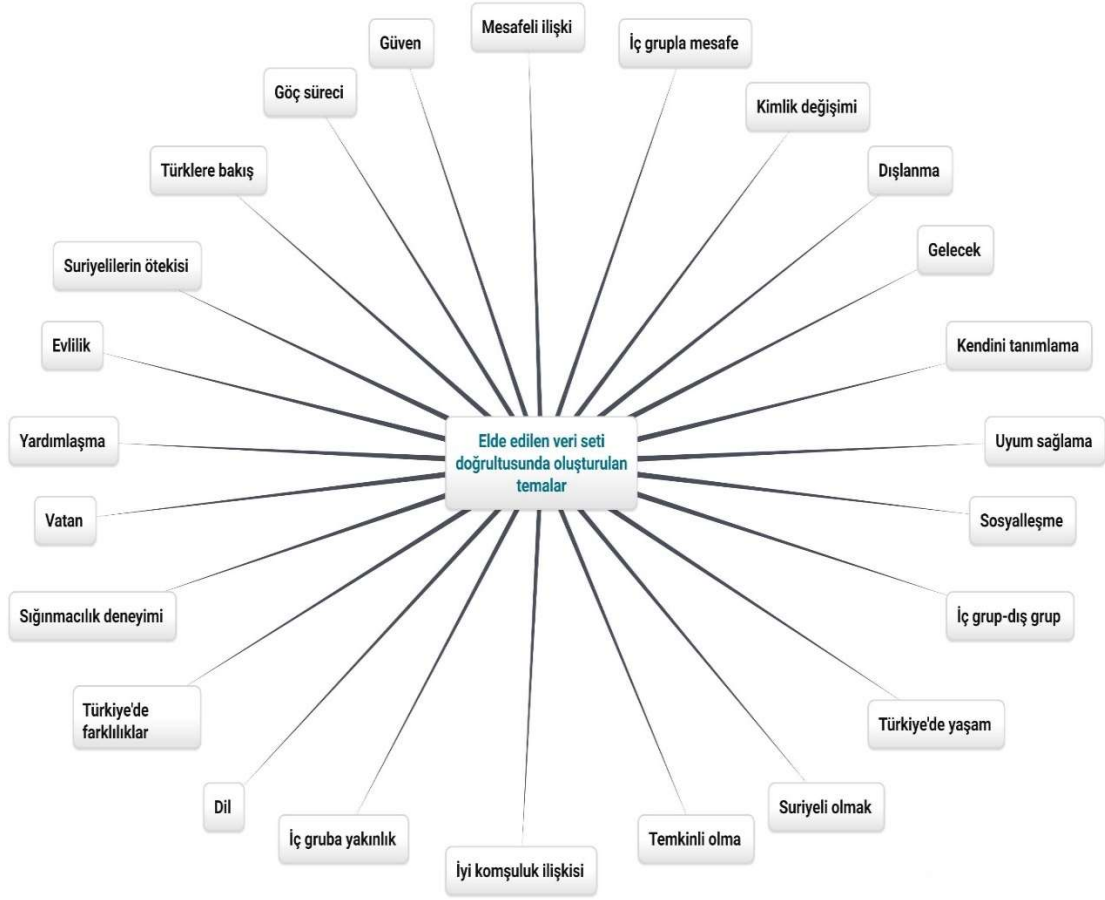 Mesafeli ilişki
İç grupla mesafe
Güven
Göç süreci
Kimlik değişimi
Türklere bakış
Dışlanma
Suriyelilerin ötekisi
Gelecek
Evlilik
Kendini tanımlama
Elde edilen veri seti
doğrultusunda oluşturulan
temalar
Yardımlaşma
Uyum sağlama
Vatan
Sosyalleşme
Sığınmacılık deneyimi
İç grup-dış grup
Türkiye'de
farklılıklar
Türkiye'de yaşam
Dil
Suriyeli olmak
İç gruba yakınlık
Temkinli olma
İyi komşuluk ilişkisi